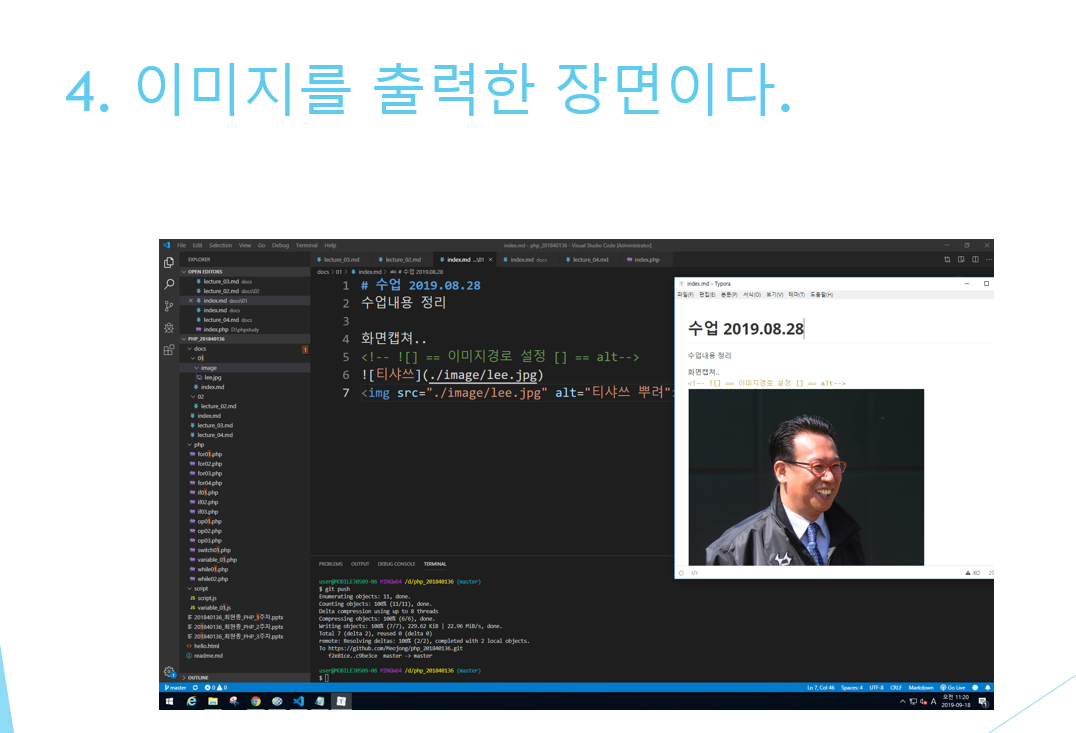 4. 이미지를 출력한 장면이다.
File Edit Selection View Go Debug Terminal Help
index.md - php_201840136 - Visual Studio Code [Administrator]
EXPLORER
OPEN EDITORS
lecture_03.md docs
lecture_02.md docs\02
index.md docs\01
index.md docs
lecture_04.md docs
index.php D:\phpstudy
PHP_201840136
docs
01
image
lee.jpg
index.md
02
lecture_02.md
index.md
lecture_03.md
lecture_04.md
php
for01.php
for02.php
for03.php
for04.php
if01.php
if02.php
if03.php
op01.php
op02.php
op03.php
switch01.php
variable_01.php
while01.php
while02.php
script
script.js
variable_01.js
201840136_최현종_PHP_1주차.pptx
201840136_최현종_PHP_2주차.pptx
201840136_최현종_PHP_3주차.pptx
hello.html
readme.md
OUTLINE
lecture_03.md lecture_02.md index.md ...\01 index.md docs lecture_04.md index.php
docs > 01 > index.md > # 수업 2019.08.28
1 # 수업 2019.08.28
2 수업내용 정리
3
4 화면캡쳐..
5 <!-- ![] == 이미지경로 설정 [] == alt-->
6 ![티샤쓰](./image/lee.jpg)
7 <img src="./image/lee.jpg" alt="티샤쓰 뿌려"
PROBLEMS OUTPUT DEBUG CONSOLE TERMINAL
user@MOBILE30509-06 MINGW64 /d/php_201840136 (master)
$ git push
Enumerating objects: 11, done.
Counting objects: 100% (11/11), done.
Delta compression using up to 8 threads
Compressing objects: 100% (6/6), done.
Writing objects: 100% (7/7), 229.62 KiB | 22.96 MiB/s, done.
Total 7 (delta 2), reused 0 (delta 0)
remote: Resolving deltas: 100% (2/2), completed with 2 local objects.
To https://github.com/Meojong/php_201840136.git
f2e81ce..c9be3ce master -> master
user@MOBILE30509-06 MINGW64 /d/php_201840136 (master)
$
index.md - Typora
파일(F) 편집(E) 본문(P) 서식(O) 보기(V) 테마(T) 도움말(H)
수업 2019.08.28
수업내용 정리
화면캡쳐..
<!-- ![] == 이미지경로 설정 [] == alt-->
</> KO
master 0 0 Ln 7, Col 46 Spaces: 4 UTF-8 CRLF Markdown Go Live
A 오전 11:20
2019-09-18